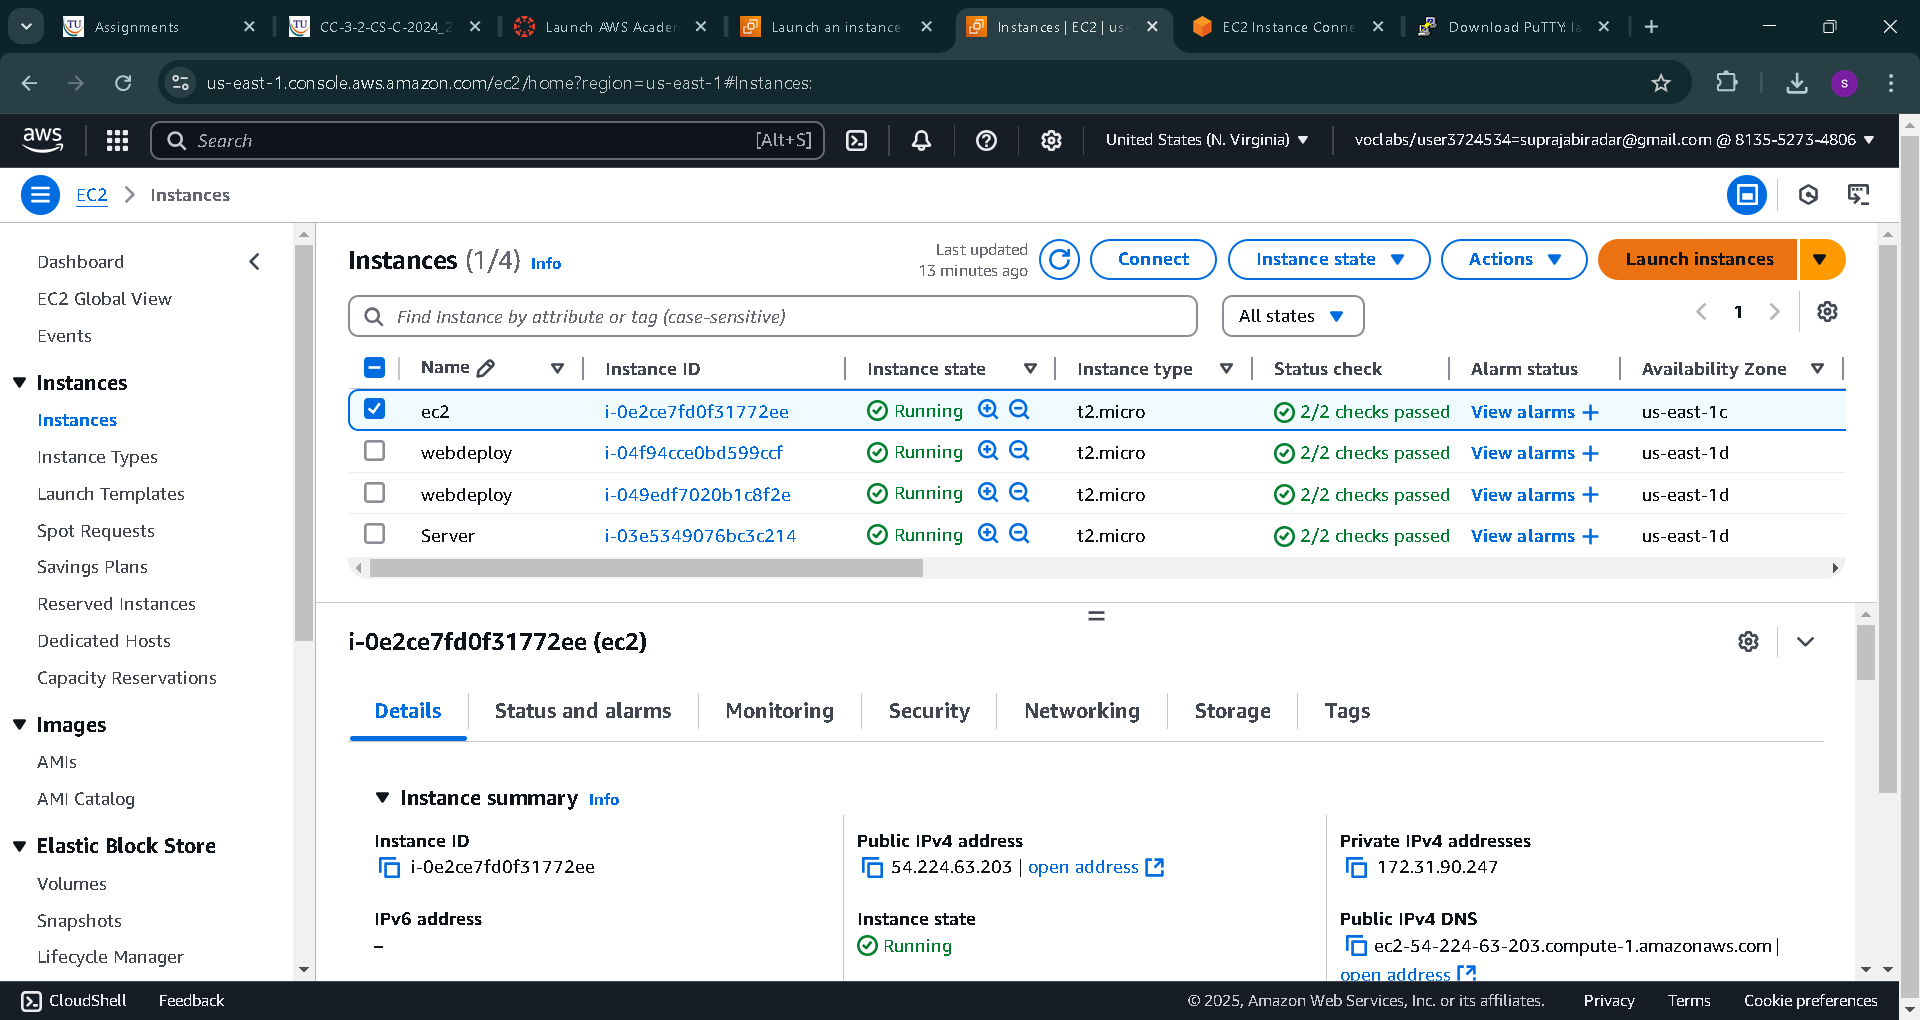 Assignments
CC-3-2-CS-C-2024_2
Launch AWS Acader
Launch an instance
Instances | EC2 | us-
EC2 Instance Conne
Download PuTTY: la
us-east-1.console.aws.amazon.com/ec2/home?region=us-east-1#Instances:
S
aws
Search
[Alt+S]
United States (N. Virginia)
voclabs/user3724534=suprajabiradar@gmail.com @ 8135-5273-4806
EC2
Instances
Dashboard
EC2 Global View
Events
Instances
Instances
Instance Types
Launch Templates
Spot Requests
Savings Plans
Reserved Instances
Dedicated Hosts
Capacity Reservations
Images
AMIs
AMI Catalog
Elastic Block Store
Volumes
Snapshots
Lifecycle Manager
Instances (1/4) Info
Last updated
13 minutes ago
Connect
Instance state
Actions
Launch instances
Find Instance by attribute or tag (case-sensitive)
All states
1
Name Instance ID Instance state Instance type Status check Alarm status Availability Zone
ec2 i-0e2ce7fd0f31772ee Running t2.micro 2/2 checks passed View alarms + us-east-1c
webdeploy i-04f94cce0bd599ccf Running t2.micro 2/2 checks passed View alarms + us-east-1d
webdeploy i-049edf7020b1c8f2e Running t2.micro 2/2 checks passed View alarms + us-east-1d
Server i-03e5349076bc3c214 Running t2.micro 2/2 checks passed View alarms + us-east-1d
i-0e2ce7fd0f31772ee (ec2)
Details Status and alarms Monitoring Security Networking Storage Tags
Instance summary Info
Instance ID
i-0e2ce7fd0f31772ee
Public IPv4 address
54.224.63.203 | open address
Private IPv4 addresses
172.31.90.247
IPv6 address
–
Instance state
Running
Public IPv4 DNS
ec2-54-224-63-203.compute-1.amazonaws.com |
open address
CloudShell
Feedback
© 2025, Amazon Web Services, Inc. or its affiliates.
Privacy
Terms
Cookie preferences